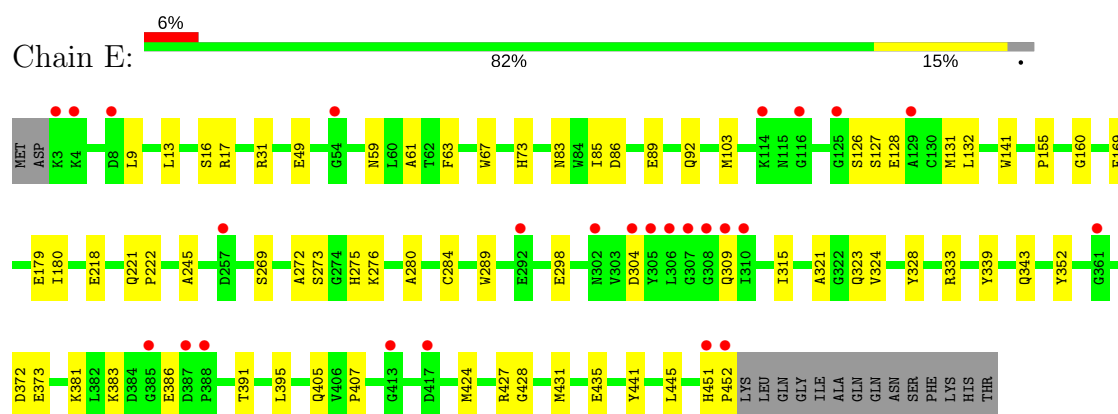 6%
Chain E:
82% 15% •
MET ASP K3 K4 D8 L9 L13 S16 R17 R31 E49 G54 N59 L60 A61 T62 F63 W67 H73 N83 W84 I85 D86 E89 Q92 M103 K114 N115 G116 G125 S126 S127 E128 A129 C130 M131 L132 W141 P155 G160
E179 I180 E218 Q221 P222 A245 D257 S269 A272 S273 G274 H275 K276 A280 C284 W289 E292 E298 N302 V303 D304 Y305 L306 G307 G308 Q309 I310 I315 A321 G322 Q323 V324 Y328 R333 Y339 Q343 Y352 G361
D372 E373 K381 L382 K383 D384 G385 E386 D387 P388 T391 L395 Q405 V406 P407 G413 D417 M424 R427 G428 M431 E435 Y441 L445 H451 P452 LYS LEU GLN GLY ILE ALA GLN GLN ASN SER PHE LYS HIS THR